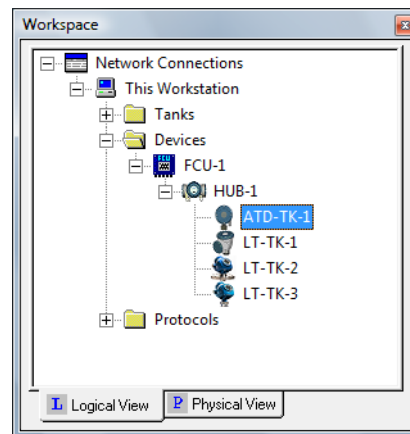 Workspace
Network Connections
This Workstation
Tanks
Devices
FCU
FCU-1
HUB-1
ATD-TK-1
LT-TK-1
LT-TK-2
LT-TK-3
Protocols
L Logical View P Physical View